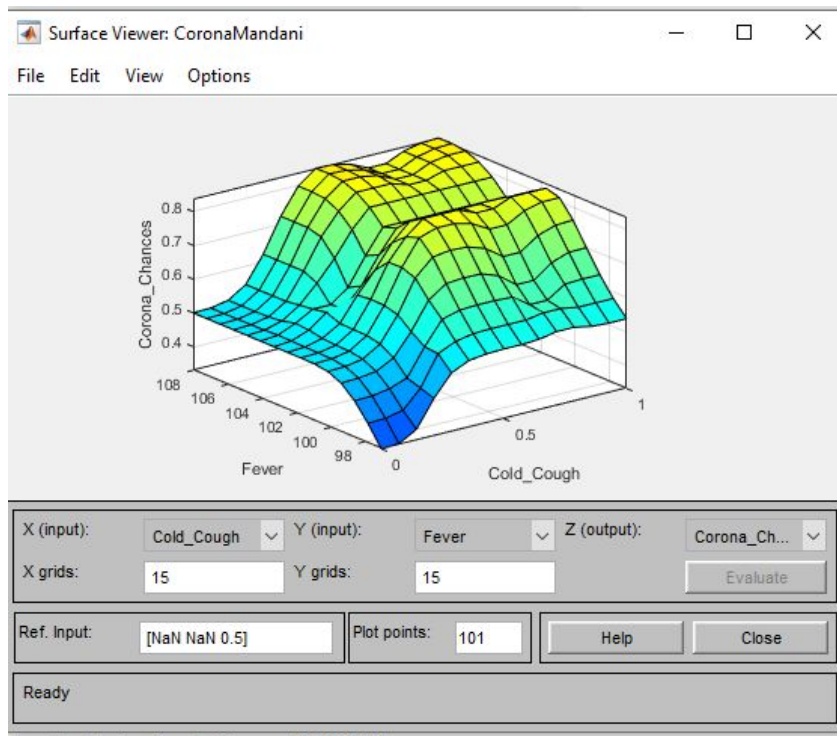 Surface Viewer: CoronaMandani
File Edit View Options
Corona_Chances
0.8
0.7
0.6
0.5
0.4
108
106
104
102
100
98
Fever
0
0.5
1
Cold_Cough
X (input): Cold_Cough Y (input): Fever Z (output): Corona_Ch...
X grids: 15 Y grids: 15 Evaluate
Ref. Input: [NaN NaN 0.5] Plot points: 101 Help Close
Ready